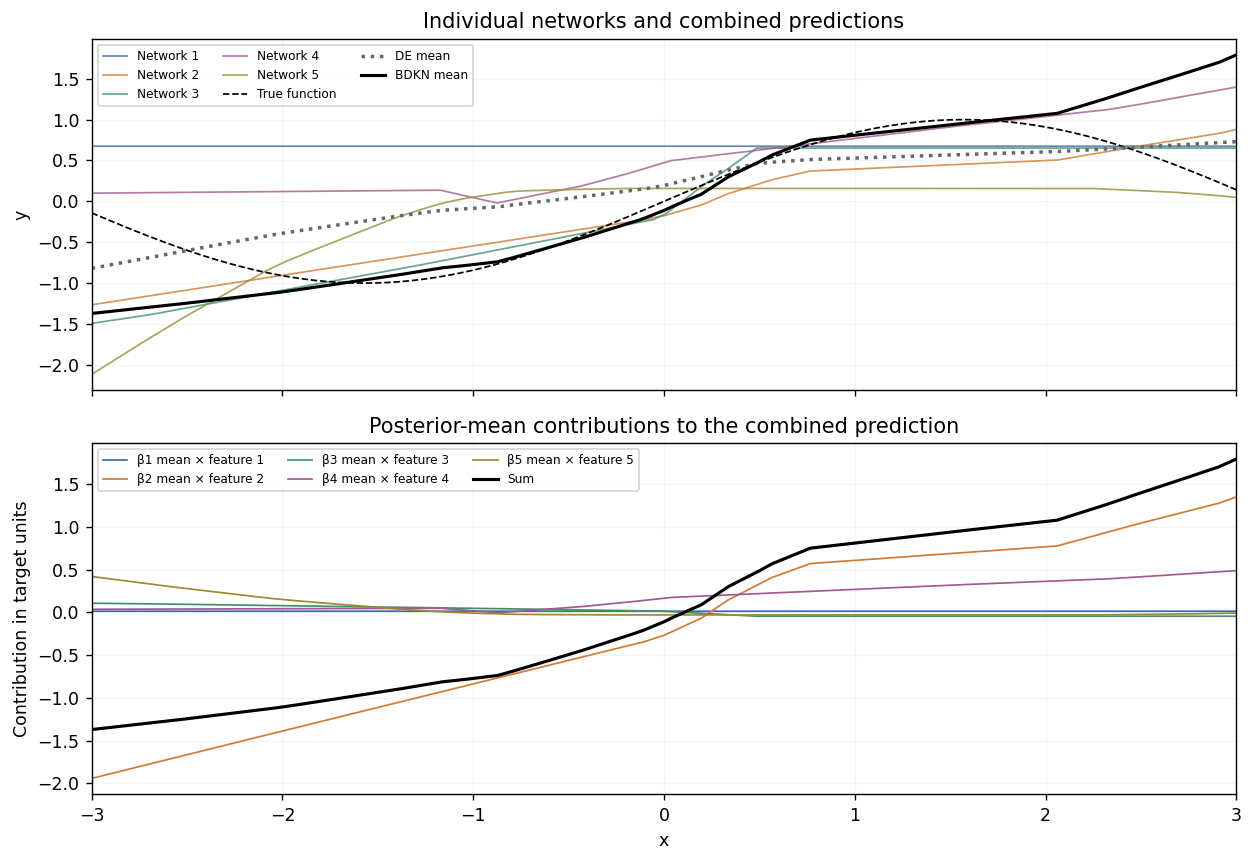 Individual networks and combined predictions
Network 1
Network 2
Network 3
Network 4
Network 5
True function
DE mean
BDKN mean
1.5
1.0
0.5
0.0
−0.5
−1.0
−1.5
−2.0
y
Posterior-mean contributions to the combined prediction
β1 mean × feature 1
β2 mean × feature 2
β3 mean × feature 3
β4 mean × feature 4
β5 mean × feature 5
Sum
1.5
1.0
0.5
0.0
−0.5
−1.0
−1.5
−2.0
Contribution in target units
−3 −2 −1 0 1 2 3
x